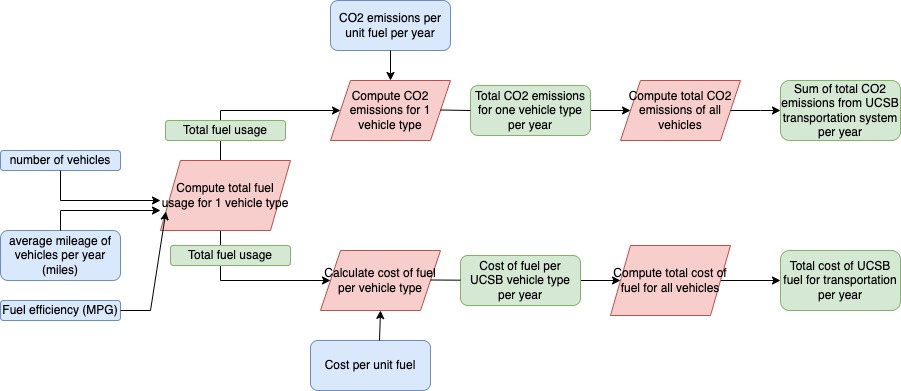 CO2 emissions per
unit fuel per year
Compute CO2
emissions for 1
vehicle type
Total CO2 emissions
for one vehicle type
per year
Compute total CO2
emissions of all
vehicles
Sum of total CO2
emissions from UCSB
transportation system
per year
Total fuel usage
number of vehicles
Compute total fuel
usage for 1 vehicle type
average mileage of
vehicles per year
(miles)
Total fuel usage
Fuel efficiency (MPG)
Calculate cost of fuel
per vehicle type
Cost of fuel per
UCSB vehicle type
per year
Compute total cost of
fuel for all vehicles
Total cost of UCSB
fuel for transportation
per year
Cost per unit fuel